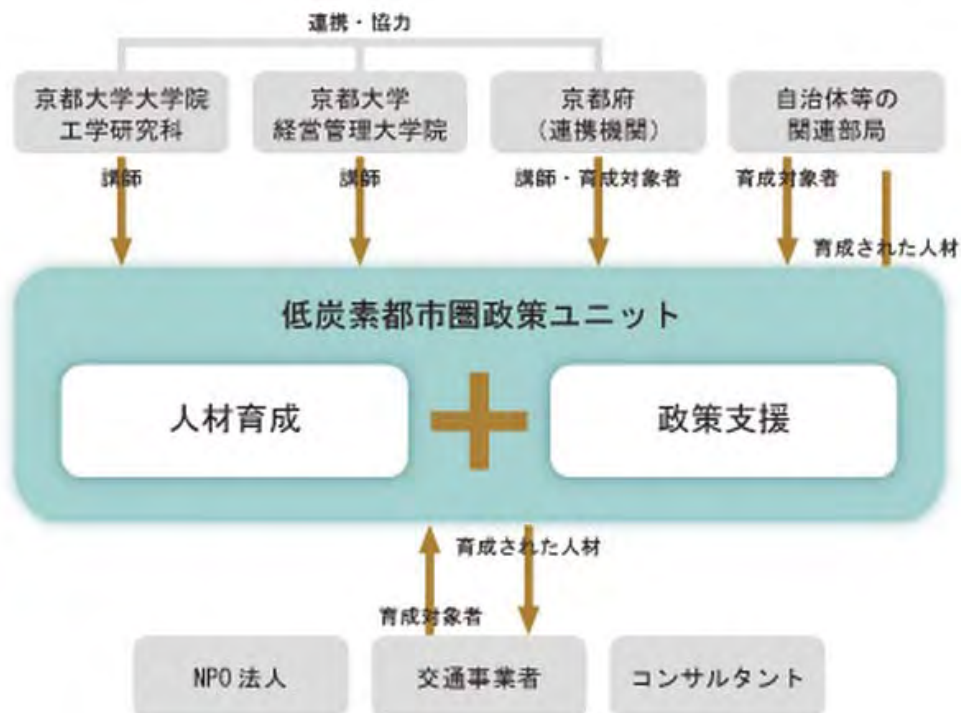 連携・協力
京都大学大学院
工学研究科
京都大学
経営管理大学院
京都府
(連携機関)
自治体等の
関連部局
講師
講師
講師・育成対象者
育成対象者
育成された人材
低炭素都市圏政策ユニット
人材育成
政策支援
育成された人材
育成対象者
NPO 法人
交通事業者
コンサルタント